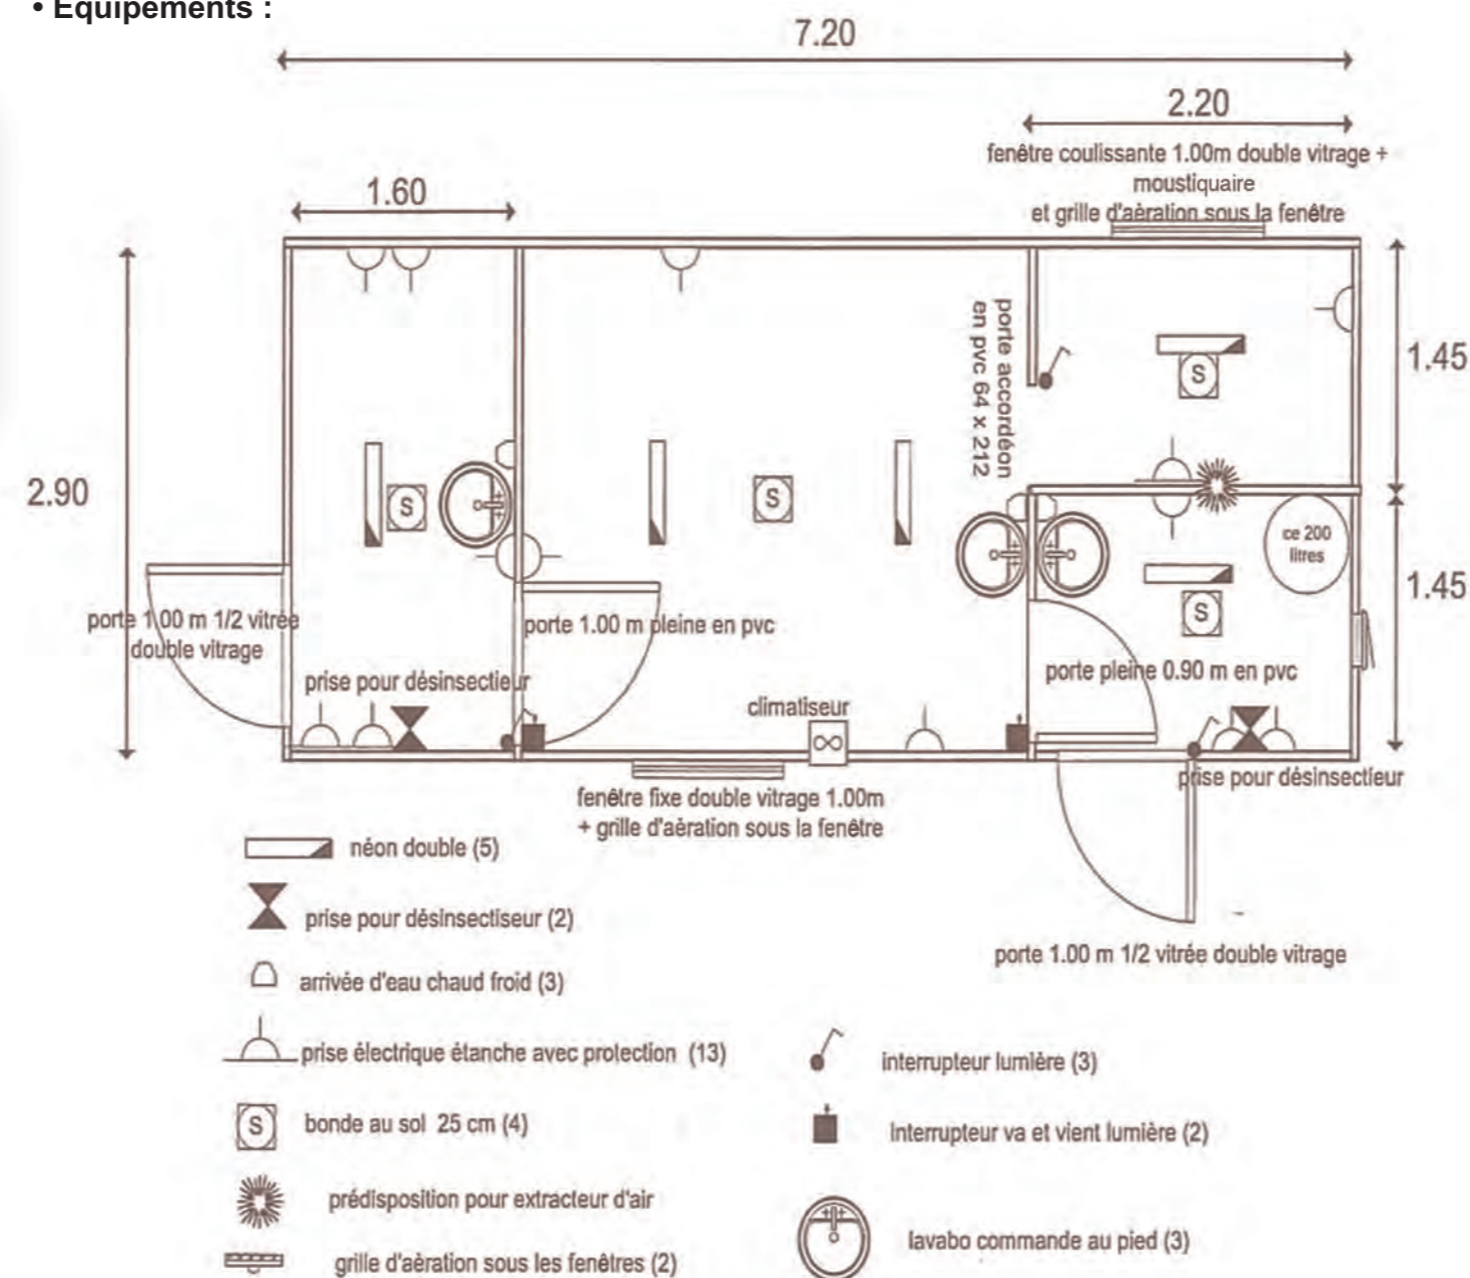 • Equipements :
7.20
2.20
fenêtre coulissante 1.00m double vitrage +
moustiquaire
et grille d'aèration sous la fenêtre
1.60
porte accordéon
en pvc 64 x 212
S
1.45
2.90
S
S
ce 200
litres
1.45
S
porte 1.00 m 1/2 vitrée
double vitrage
porte 1.00 m pleine en pvc
porte pleine 0.90 m en pvc
prise pour désinsectieur
climatiseur
prise pour désinsectieur
fenêtre fixe double vitrage 1.00m
+ grille d'aèration sous la fenêtre
néon double (5)
prise pour désinsectiseur (2)
porte 1.00 m 1/2 vitrée double vitrage
arrivée d'eau chaud froid (3)
prise électrique étanche avec protection (13)
interrupteur lumière (3)
S
bonde au sol 25 cm (4)
Interrupteur va et vient lumière (2)
prédisposition pour extracteur d'air
lavabo commande au pied (3)
grille d'aèration sous les fenêtres (2)